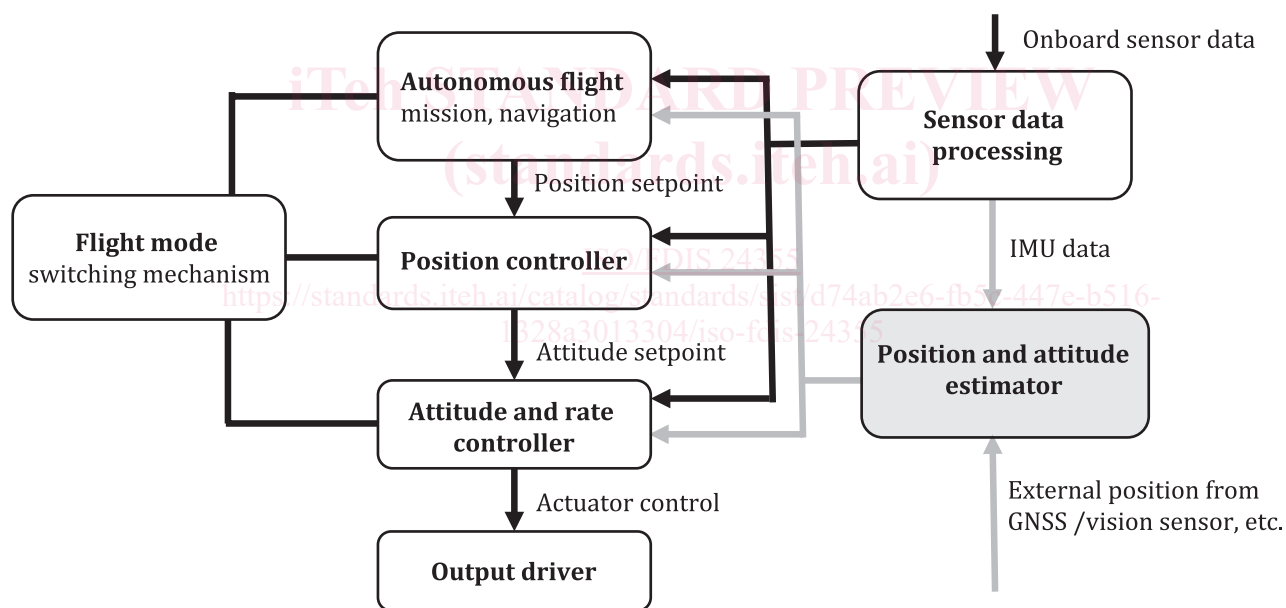 Onboard sensor data
Autonomous flight
mission, navigation
iTeh STANDARD PREVIEW
Sensor data
processing
(standards.iteh.ai)
Position setpoint
Flight mode
switching mechanism
Position controller
IMU data
ISO/FDIS 24355
https://standards.iteh.ai/catalog/standards/sist/d74ab2e6-fb5c-447e-b516-
1328a3013304/iso-fdis-24355
Attitude setpoint
Position and attitude
estimator
Attitude and rate
controller
Actuator control
External position from
GNSS /vision sensor, etc.
Output driver